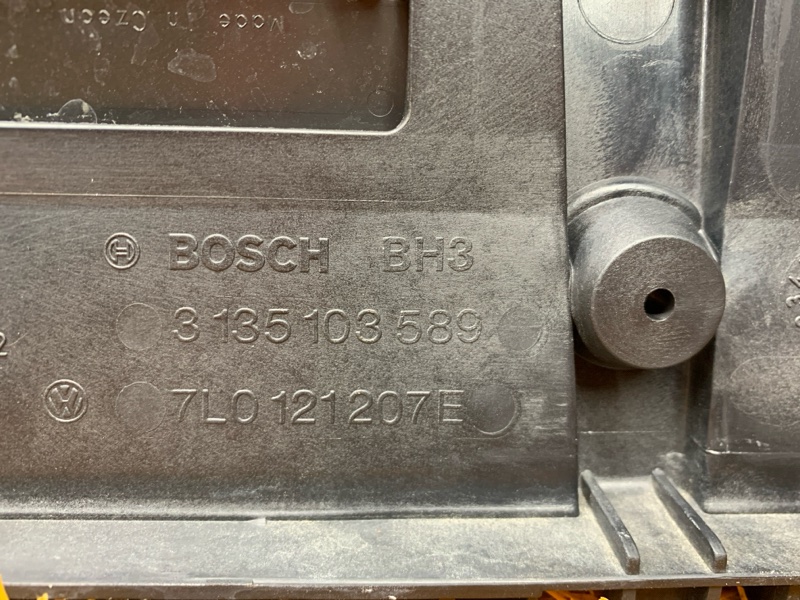 Made in Czech
BOSCH BH3
3 135 103 589
7L0 121 207 E